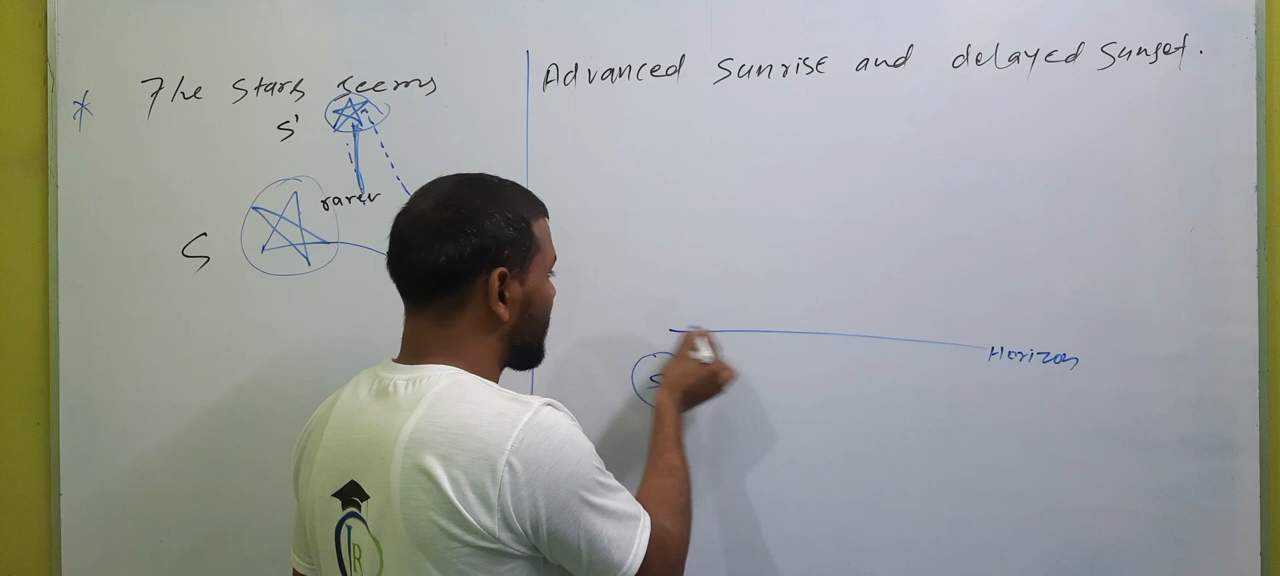 * The stars seems
S'
rarer
S
Advanced sunrise and delayed sunset.
Horizon
S
R